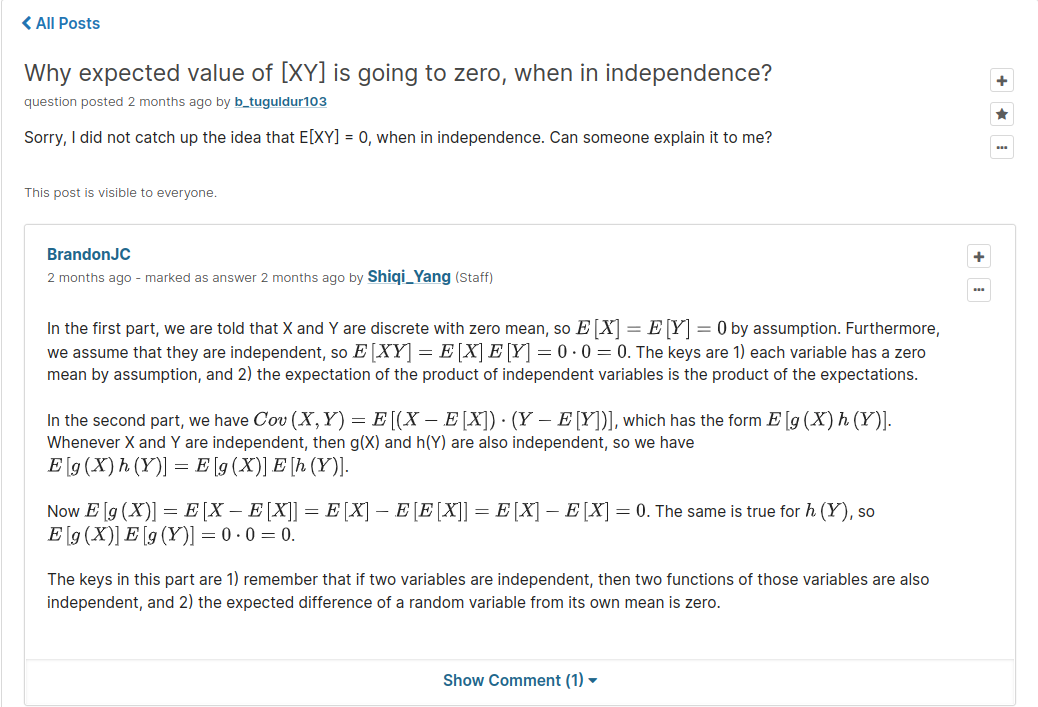 All Posts
Why expected value of [XY] is going to zero, when in independence?
question posted 2 months ago by b_tuguldur103
Sorry, I did not catch up the idea that E[XY] = 0, when in independence. Can someone explain it to me?
This post is visible to everyone.
BrandonJC
2 months ago - marked as answer 2 months ago by Shiqi_Yang (Staff)
In the first part, we are told that X and Y are discrete with zero mean, so E [X] = E [Y] = 0 by assumption. Furthermore,
we assume that they are independent, so E [XY] = E [X] E [Y] = 0 · 0 = 0. The keys are 1) each variable has a zero
mean by assumption, and 2) the expectation of the product of independent variables is the product of the expectations.
In the second part, we have Cov (X, Y) = E [(X − E [X]) · (Y − E [Y])], which has the form E [g (X) h (Y)].
Whenever X and Y are independent, then g(X) and h(Y) are also independent, so we have
E [g (X) h (Y)] = E [g (X)] E [h (Y)].
Now E [g (X)] = E [X − E [X]] = E [X] − E [E [X]] = E [X] − E [X] = 0. The same is true for h (Y), so
E [g (X)] E [g (Y)] = 0 · 0 = 0.
The keys in this part are 1) remember that if two variables are independent, then two functions of those variables are also
independent, and 2) the expected difference of a random variable from its own mean is zero.
Show Comment (1)